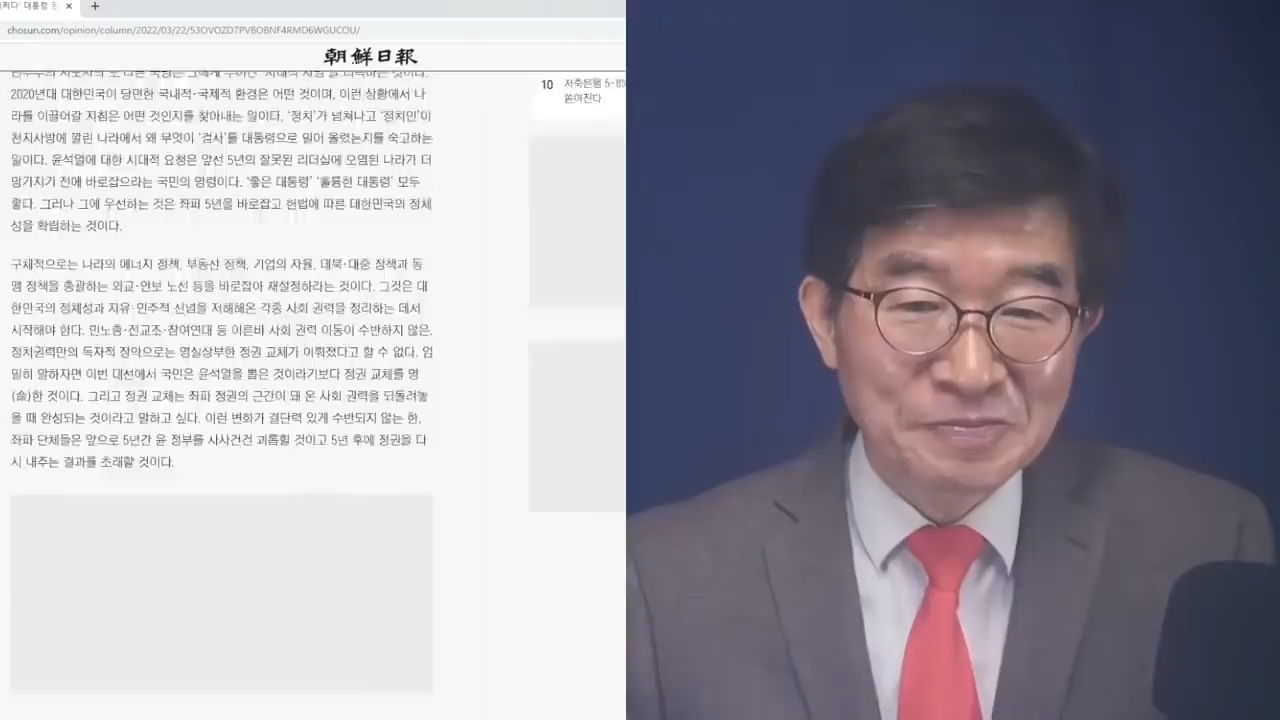 쩌다' 대통령 된 × +
chosun.com/opinion/column/2022/03/22/53OVOZD7PVBOBNF4RMD6WGUCOU/
朝鮮日報
2020년대 대한민국이 당면한 국내적·국제적 환경은 어떤 것이며, 이런 상황에서 나
라를 이끌어갈 지침은 어떤 것인지를 찾아내는 일이다. '정치'가 넘쳐나고 '정치인'이
천지사방에 깔린 나라에서 왜 무엇이 '검사'를 대통령으로 밀어 올렸는지를 숙고하는
일이다. 윤석열에 대한 시대적 요청은 앞선 5년의 잘못된 리더십에 오염된 나라가 더
망가지기 전에 바로잡으라는 국민의 명령이다. '좋은 대통령' '훌륭한 대통령' 모두
좋다. 그러나 그에 우선하는 것은 좌파 5년을 바로잡고 헌법에 따른 대한민국의 정체
성을 확립하는 것이다.
구체적으로는 나라의 에너지 정책, 부동산 정책, 기업의 자율, 대북·대중 정책과 동
맹 정책을 총괄하는 외교·안보 노선 등을 바로잡아 재설정하라는 것이다. 그것은 대
한민국의 정체성과 자유·민주적 신념을 저해해온 각종 사회 권력을 정리하는 데서
시작해야 한다. 민노총·전교조·참여연대 등 이른바 사회 권력 이동이 수반하지 않은,
정치권력만의 독자적 장악으로는 명실상부한 정권 교체가 이뤄졌다고 할 수 없다. 엄
밀히 말하자면 이번 대선에서 국민은 윤석열을 뽑은 것이라기보다 정권 교체를 명
(命)한 것이다. 그리고 정권 교체는 좌파 정권의 근간이 돼 온 사회 권력을 되돌려놓
을 때 완성되는 것이라고 말하고 싶다. 이런 변화가 결단력 있게 수반되지 않는 한,
좌파 단체들은 앞으로 5년간 윤 정부를 사사건건 괴롭힐 것이고 5년 후에 정권을 다
시 내주는 결과를 초래할 것이다.
10 저축은행 5~8%
쏟아진다